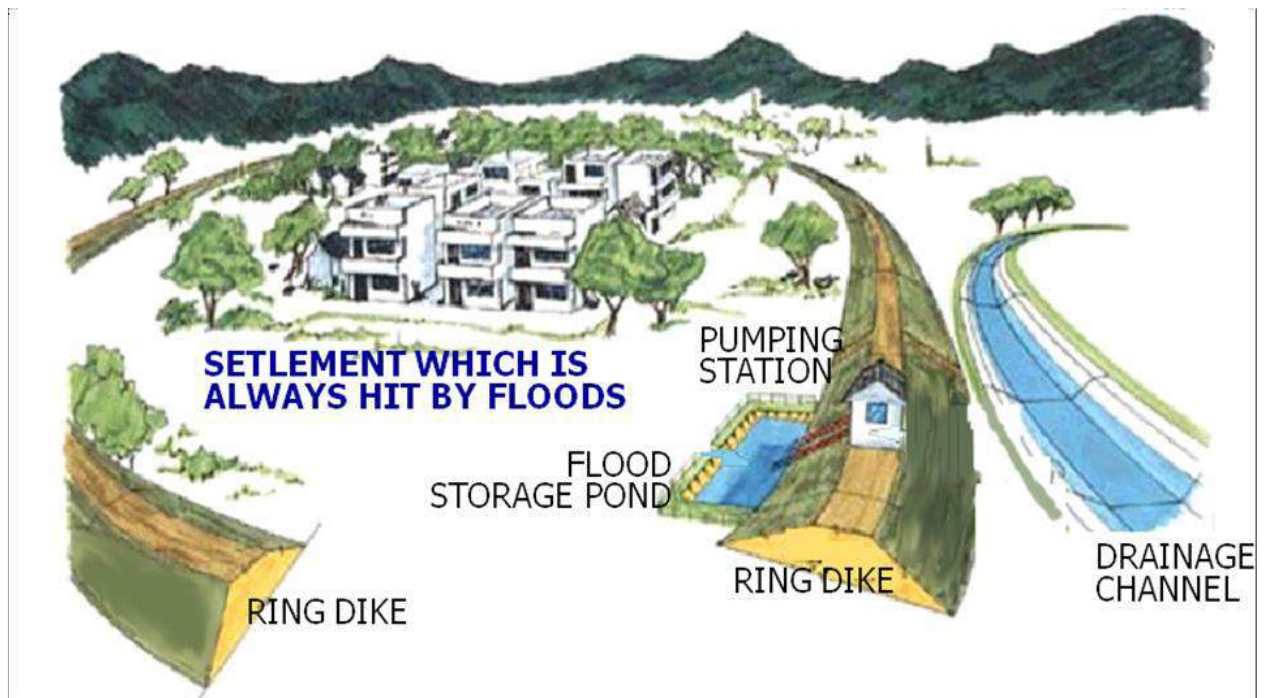 SETLEMENT WHICH IS
ALWAYS HIT BY FLOODS
PUMPING
STATION
FLOOD
STORAGE POND
RING DIKE
RING DIKE
DRAINAGE
CHANNEL